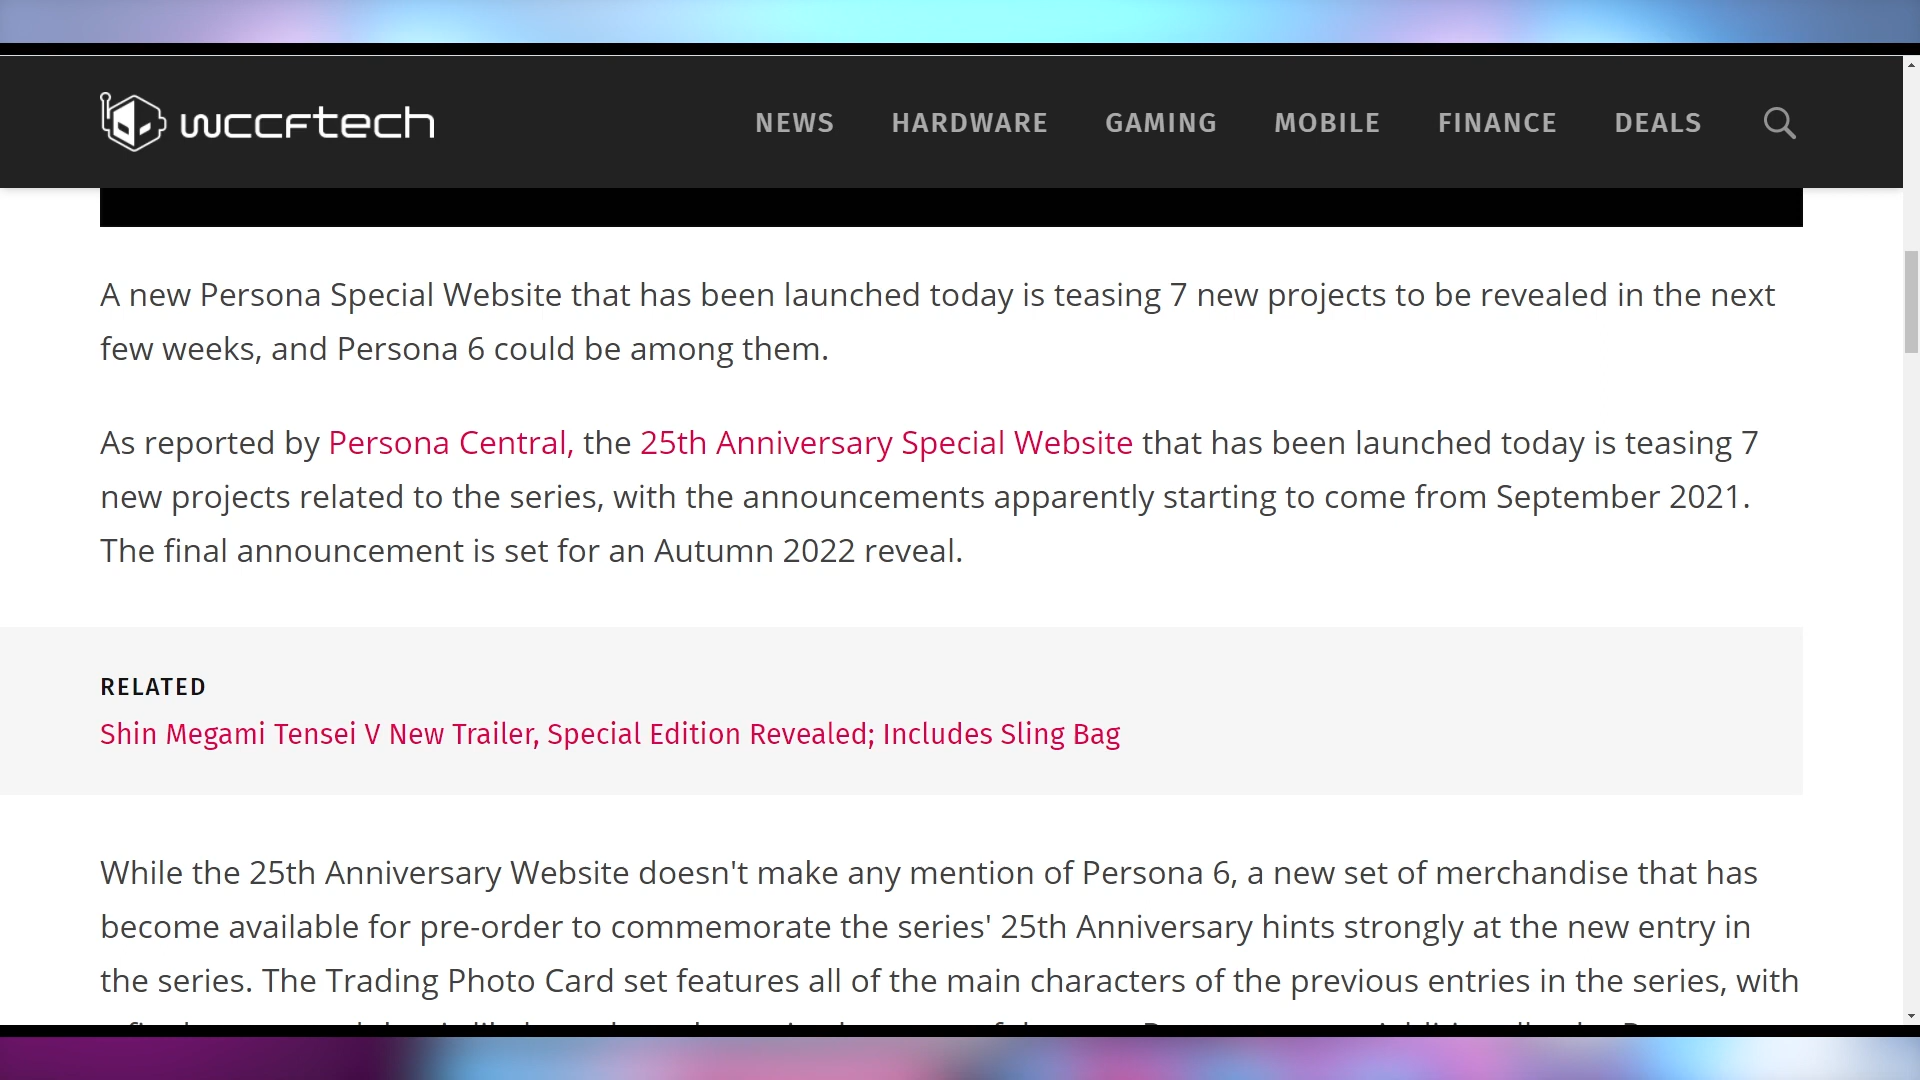 wccftech
NEWS HARDWARE GAMING MOBILE FINANCE DEALS
A new Persona Special Website that has been launched today is teasing 7 new projects to be revealed in the next
few weeks, and Persona 6 could be among them.
As reported by Persona Central, the 25th Anniversary Special Website that has been launched today is teasing 7
new projects related to the series, with the announcements apparently starting to come from September 2021.
The final announcement is set for an Autumn 2022 reveal.
RELATED
Shin Megami Tensei V New Trailer, Special Edition Revealed; Includes Sling Bag
While the 25th Anniversary Website doesn't make any mention of Persona 6, a new set of merchandise that has
become available for pre-order to commemorate the series' 25th Anniversary hints strongly at the new entry in
the series. The Trading Photo Card set features all of the main characters of the previous entries in the series, with